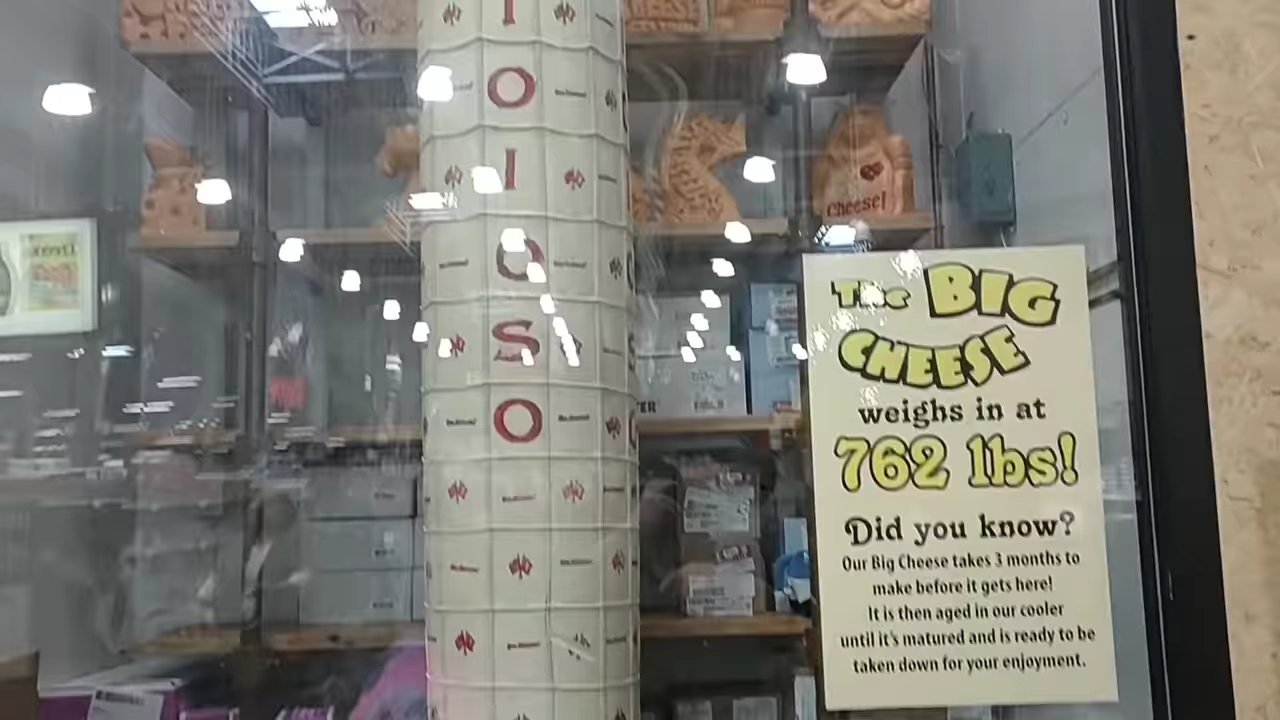 I
O
I
O
S
O
Cheese!
The BIG
CHEESE
weighs in at
762 lbs!
Did you know?
Our Big Cheese takes 3 months to
make before it gets here!
It is then aged in our cooler
until it's matured and is ready to be
taken down for your enjoyment.